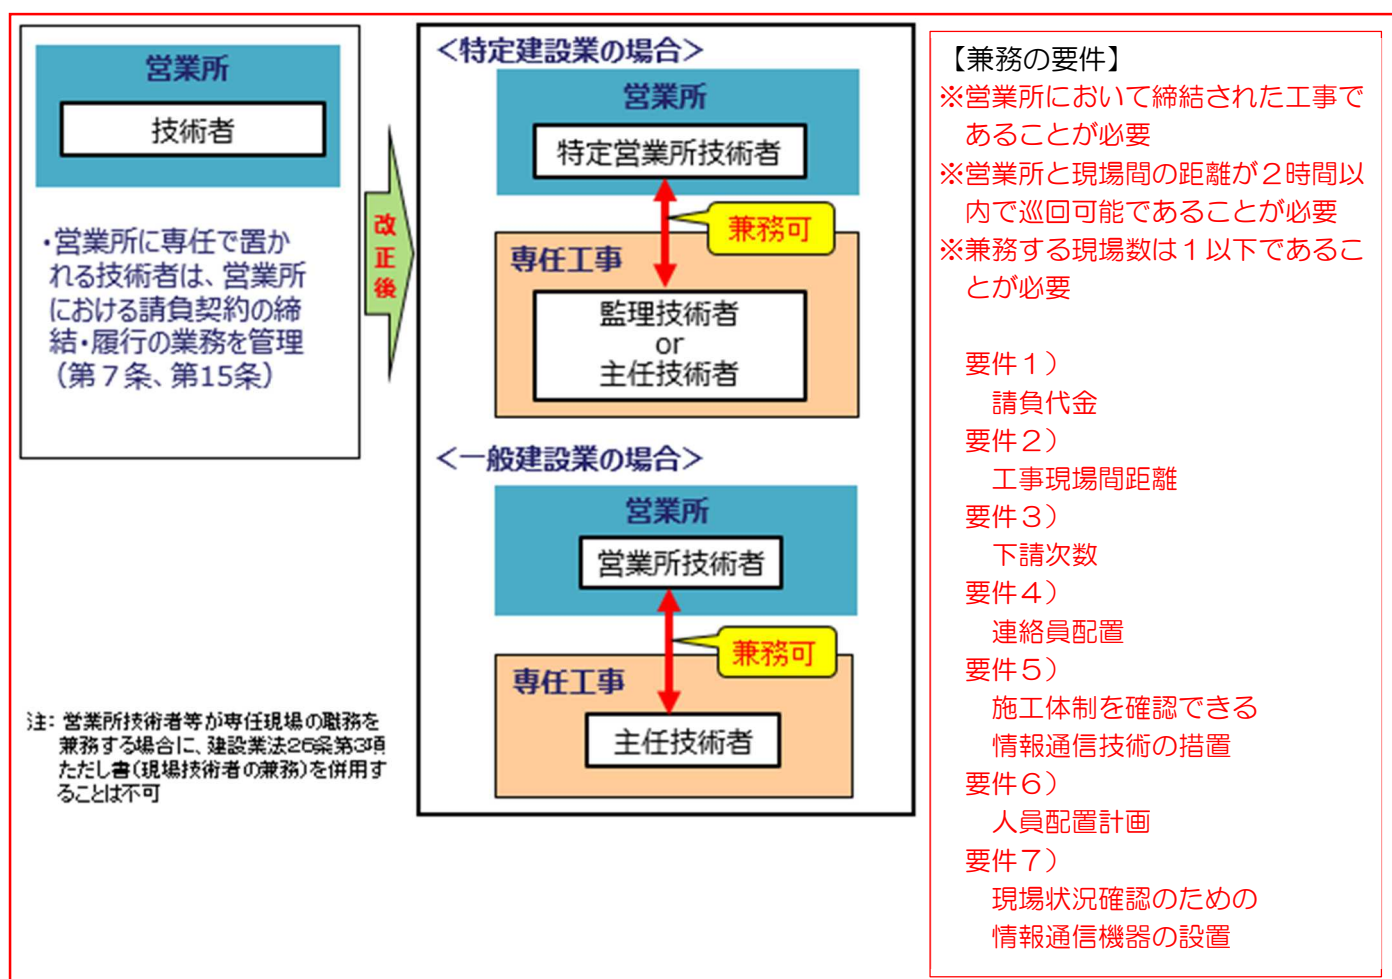 営業所
技術者
・営業所に専任で置か
れる技術者は、営業所
における請負契約の締
結・履行の業務を管理
（第７条、第15条）
注：営業所技術者等が専任現場の職務を
兼務する場合に、建設業法26条第3項
ただし書（現場技術者の兼務）を併用す
ることは不可
改
正
後
＜特定建設業の場合＞
営業所
特定営業所技術者
兼務可
専任工事
監理技術者
or
主任技術者
＜一般建設業の場合＞
営業所
営業所技術者
兼務可
専任工事
主任技術者
【兼務の要件】
※営業所において締結された工事で
あることが必要
※営業所と現場間の距離が２時間以
内で巡回可能であることが必要
※兼務する現場数は１以下であるこ
とが必要
要件１）
請負代金
要件２）
工事現場間距離
要件３）
下請次数
要件４）
連絡員配置
要件５）
施工体制を確認できる
情報通信技術の措置
要件６）
人員配置計画
要件７）
現場状況確認のための
情報通信機器の設置